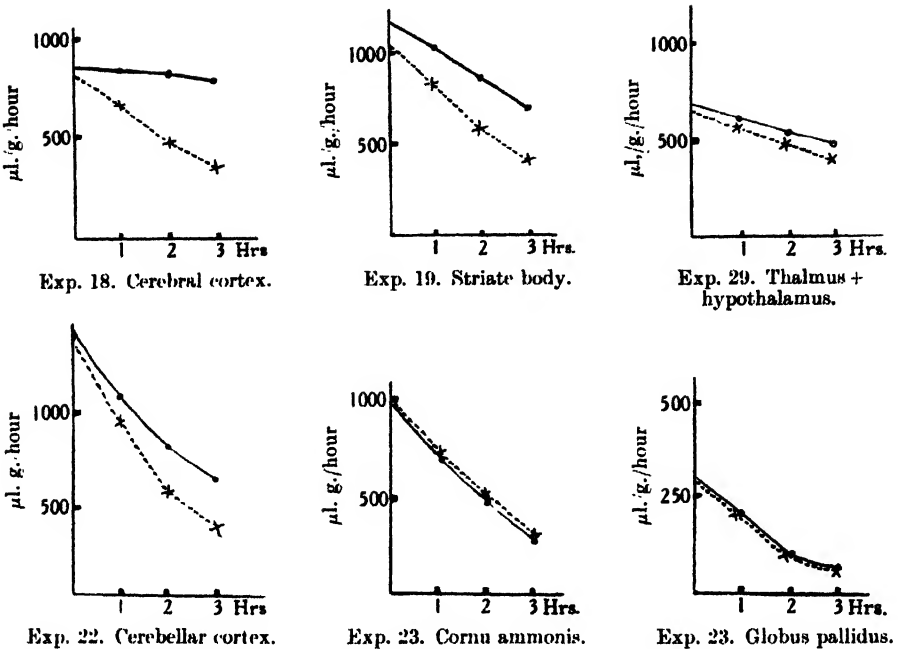 1000
500
µl./g./hour
1 2 3 Hrs
Exp. 18. Cerebral cortex.
1000
500
µl./g./hour
1 2 3 Hrs
Exp. 19. Striate body.
1000
500
µl./g./hour
1 2 3 Hrs.
Exp. 29. Thalmus +
hypothalamus.
1000
500
µl. g./hour
1 2 3 Hrs
Exp. 22. Cerebellar cortex.
1000
500
µl. g./hour
1 2 3 Hrs.
Exp. 23. Cornu ammonis.
500
250
µl./g./hour
1 2 3 Hrs.
Exp. 23. Globus pallidus.